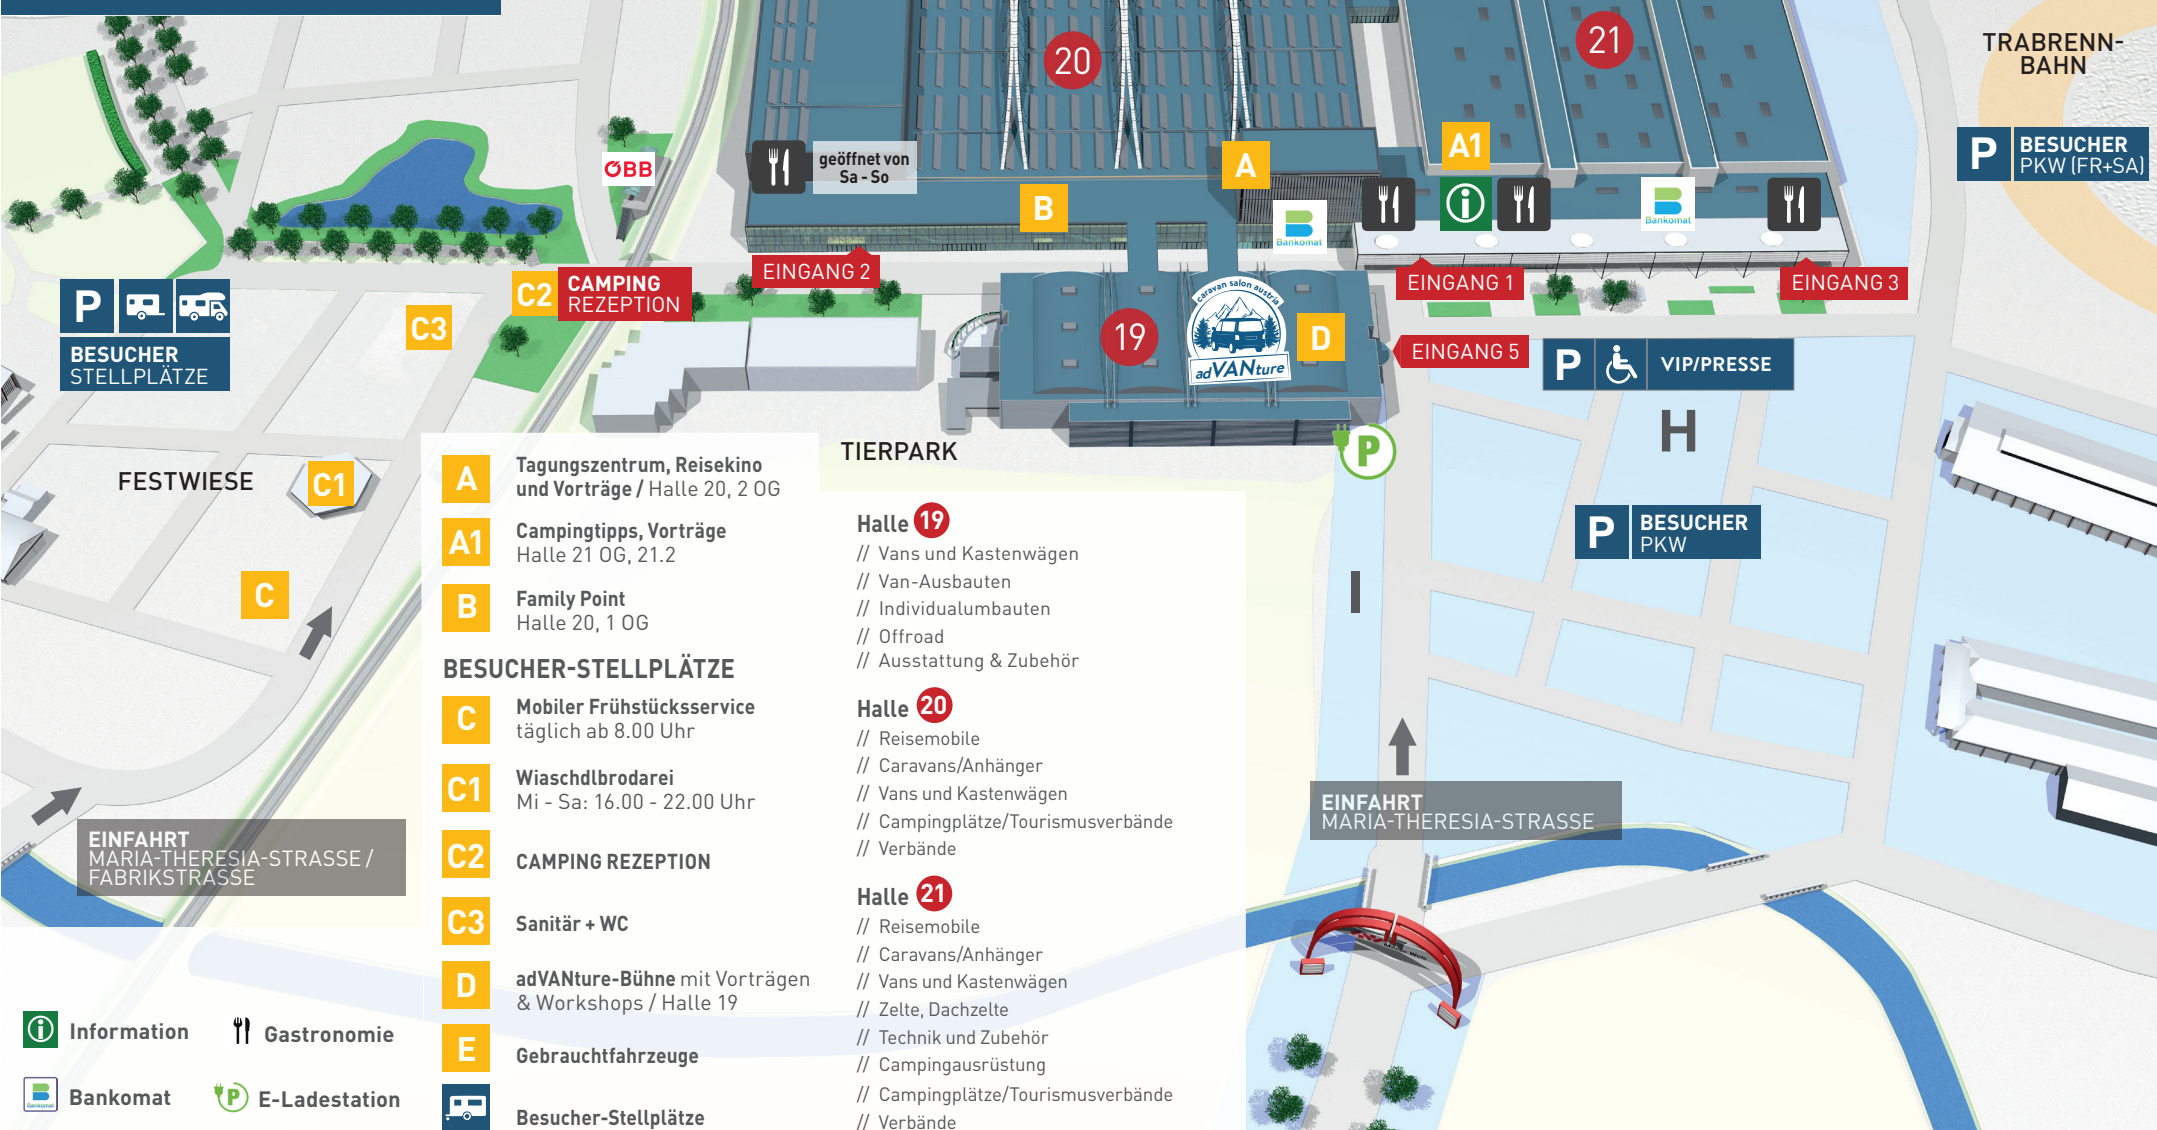 20
21
TRABRENN-
BAHN
BESUCHER
P PKW (FR+SA)
geöffnet von
Sa - So
A
A1
ÖBB
B
Bankomat
Bankomat
EINGANG 2
EINGANG 1
EINGANG 3
C2 CAMPING
REZEPTION
P
BESUCHER
STELLPLÄTZE
C3
19
caravan salon austria
adVANture
D
EINGANG 5
P VIP/PRESSE
H
P
TIERPARK
FESTWIESE
C1
C
P BESUCHER
PKW
I
EINFAHRT
MARIA-THERESIA-STRASSE /
FABRIKSTRASSE
EINFAHRT
MARIA-THERESIA-STRASSE
A Tagungszentrum, Reisekino
und Vorträge / Halle 20, 2 OG
A1 Campingtipps, Vorträge
Halle 21 OG, 21.2
B Family Point
Halle 20, 1 OG
BESUCHER-STELLPLÄTZE
C Mobiler Frühstücksservice
täglich ab 8.00 Uhr
C1 Wiaschdlbrodarei
Mi - Sa: 16.00 - 22.00 Uhr
C2 CAMPING REZEPTION
C3 Sanitär + WC
D adVANture-Bühne mit Vorträgen
& Workshops / Halle 19
E Gebrauchtfahrzeuge
Besucher-Stellplätze
Halle 19
// Vans und Kastenwägen
// Van-Ausbauten
// Individualumbauten
// Offroad
// Ausstattung & Zubehör
Halle 20
// Reisemobile
// Caravans/Anhänger
// Vans und Kastenwägen
// Campingplätze/Tourismusverbände
// Verbände
Halle 21
// Reisemobile
// Caravans/Anhänger
// Vans und Kastenwägen
// Zelte, Dachzelte
// Technik und Zubehör
// Campingausrüstung
// Campingplätze/Tourismusverbände
// Verbände
Information
Gastronomie
Bankomat
Bankomat
P E-Ladestation